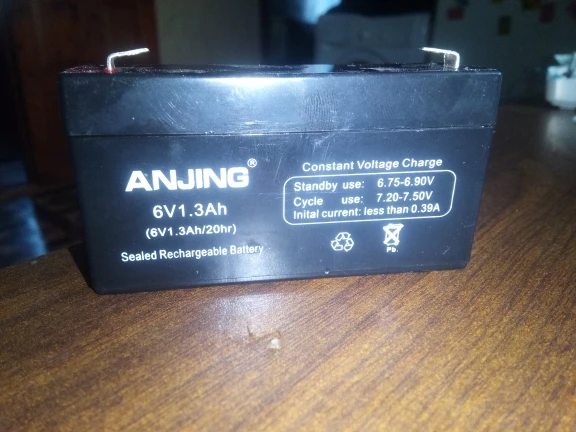 ANJING®
6V1.3Ah
(6V1.3Ah/20hr)
Sealed Rechargeable Battery
Constant Voltage Charge
Standby use: 6.75-6.90V
Cycle use: 7.20-7.50V
Inital current: less than 0.39A
Pb.